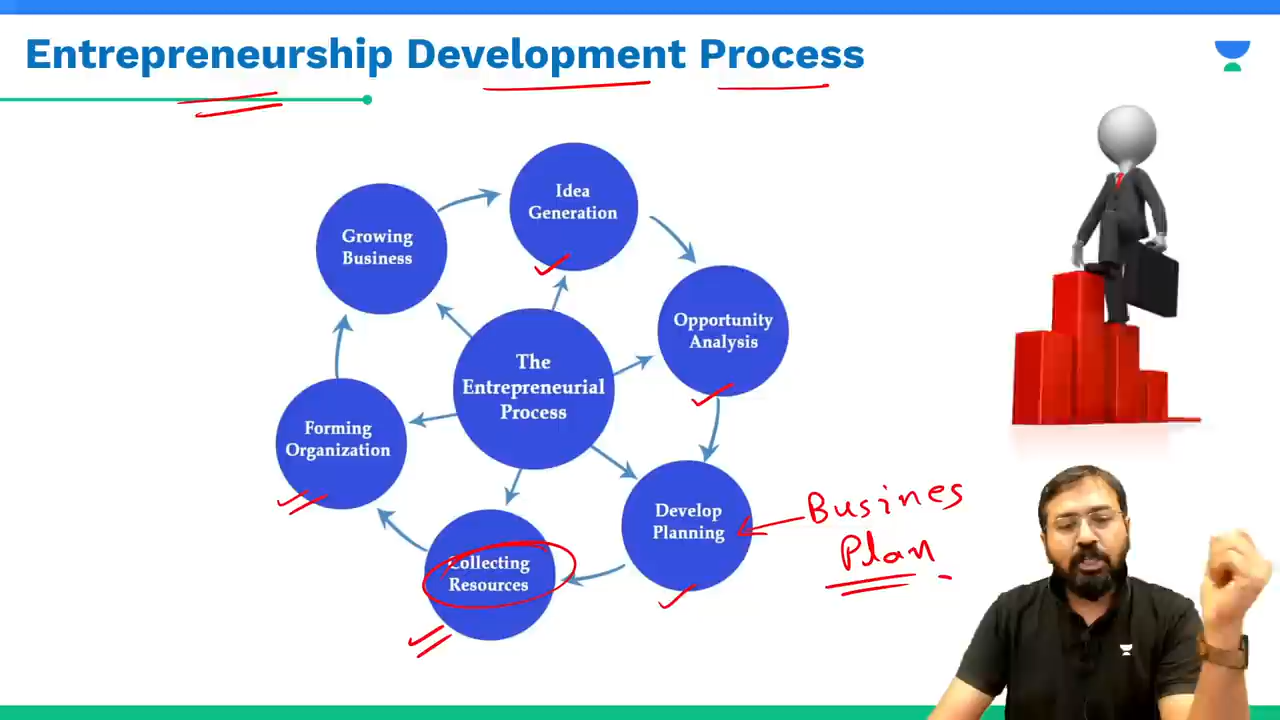 Entrepreneurship Development Process
Idea
Generation
Opportunity
Analysis
Develop
Planning
Collecting
Resources
Forming
Organization
Growing
Business
The
Entrepreneurial
Process
Busines
Plan